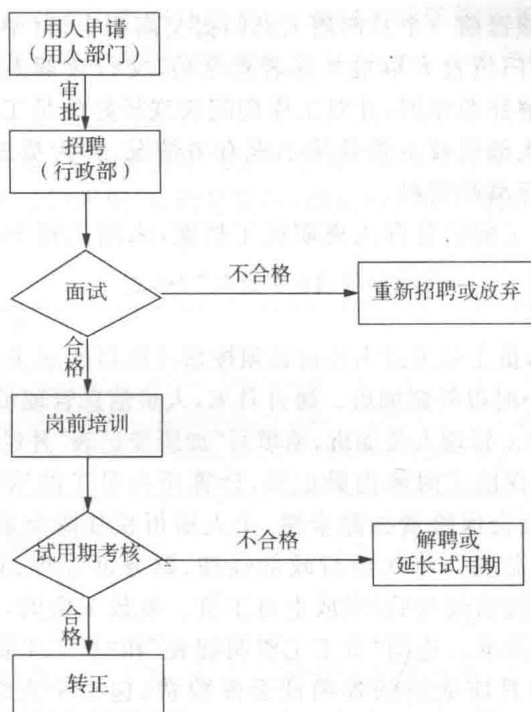 用人申请
(用人部门)
审批
招聘
(行政部)
面试
不合格
重新招聘或放弃
合格
岗前培训
试用期考核
不合格
解聘或
延长试用期
合格
转正